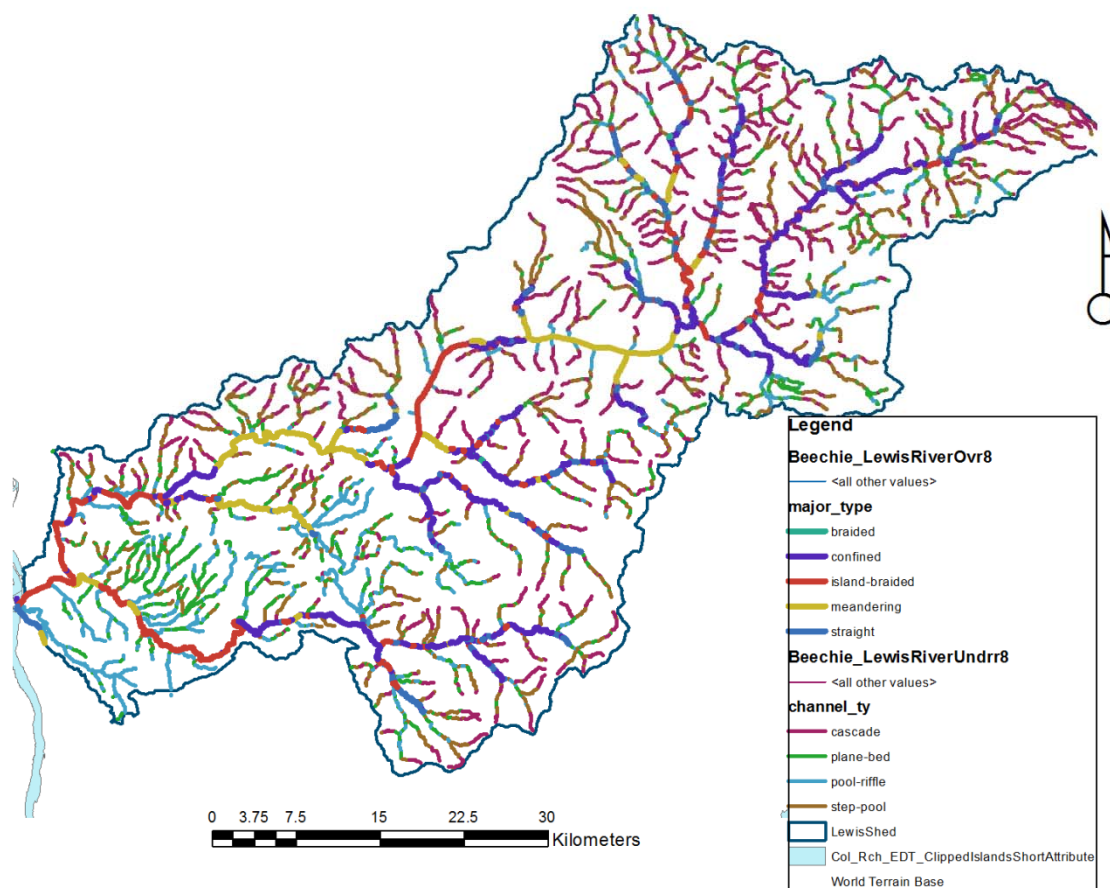 Legend
Beechie_LewisRiverOvr8
<all other values>
major_type
braided
confined
island-braided
meandering
straight
Beechie_LewisRiverUndrr8
<all other values>
channel_ty
cascade
plane-bed
pool-riffle
step-pool
LewisShed
Col_Rch_EDT_ClippedIslandsShortAttribute
World Terrain Base
0 3.75 7.5 15 22.5 30
Kilometers